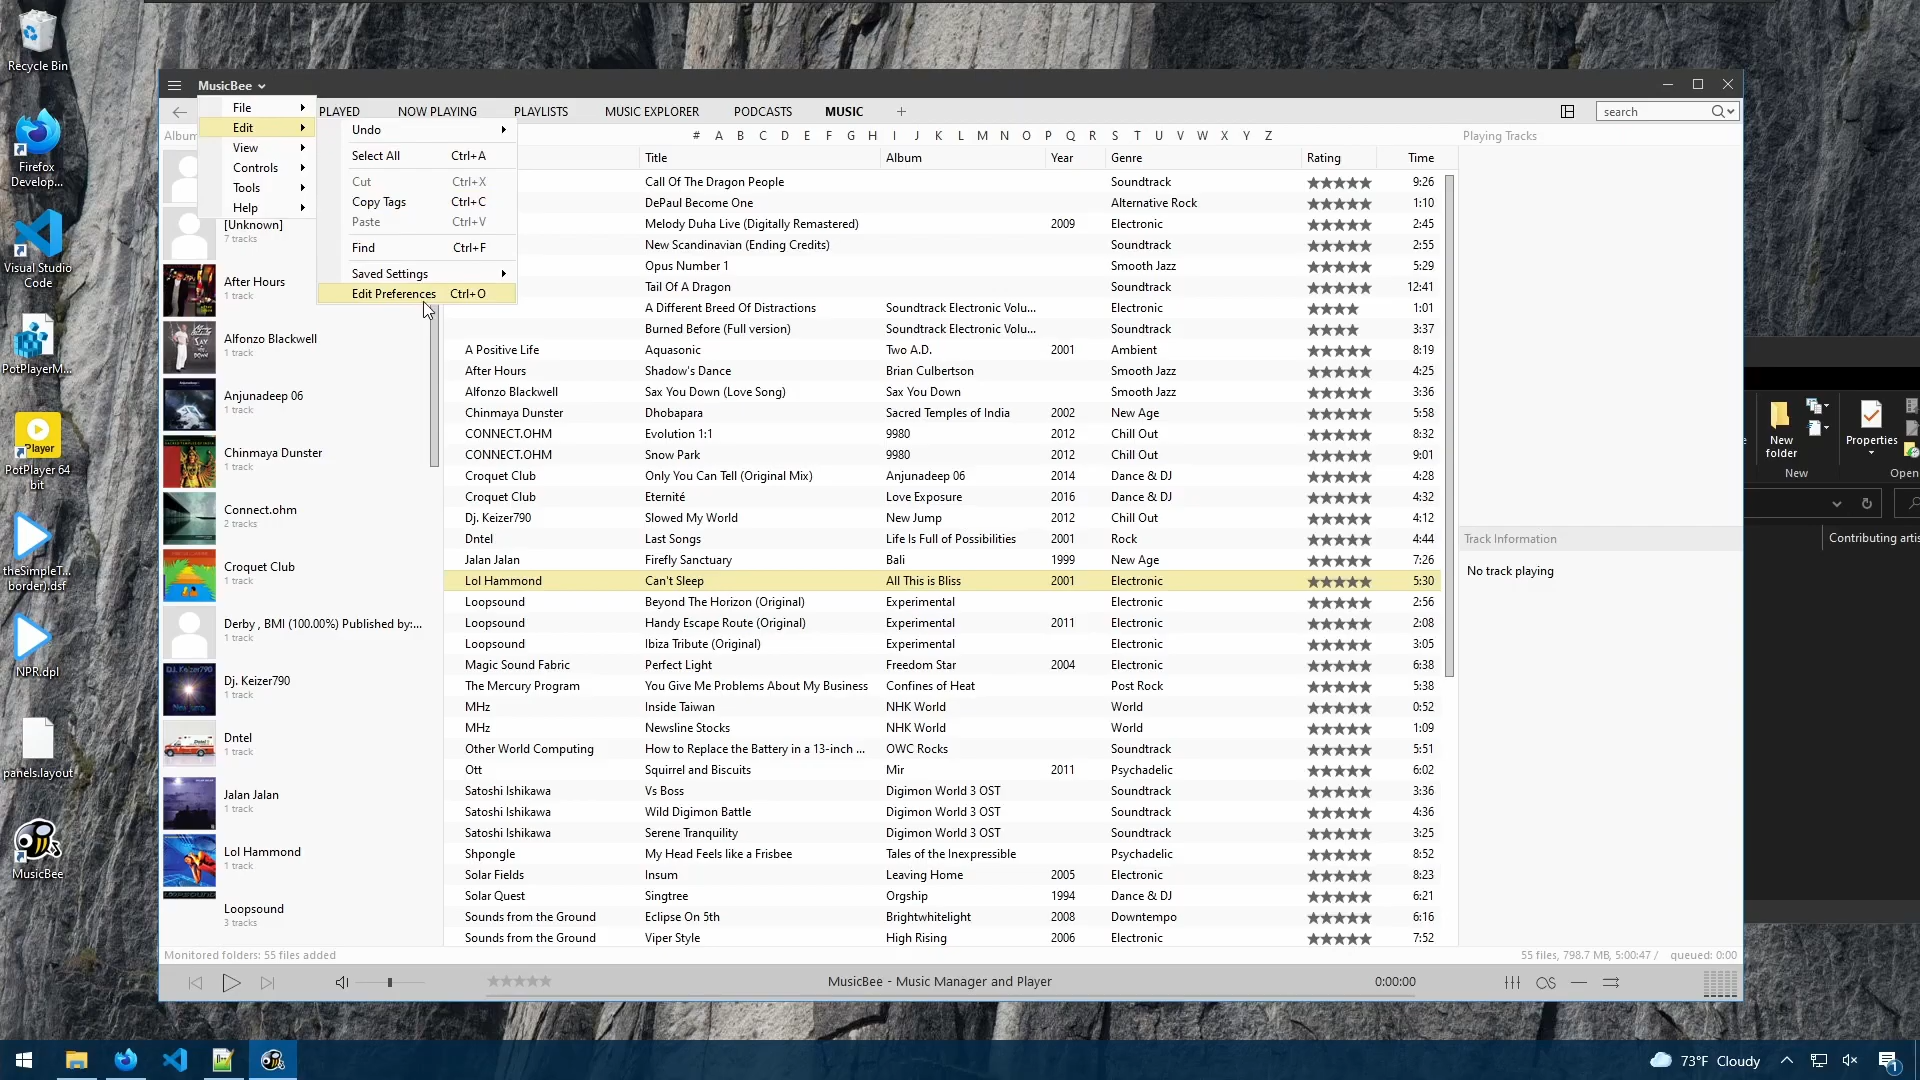 Recycle Bin
Firefox
Develop...
Visual Studio
Code
PotPlayerM...
Player
PotPlayer 64
bit
theSimpleT...
border).dsf
NPR.dpl
panels.layout
MusicBee
MusicBee
File
Edit
View
Controls
Tools
Help
Undo
Select All Ctrl+A
Cut Ctrl+X
Copy Tags Ctrl+C
Paste Ctrl+V
Find Ctrl+F
Saved Settings
Edit Preferences Ctrl+O
PLAYED NOW PLAYING PLAYLISTS MUSIC EXPLORER PODCASTS MUSIC +
search
# A B C D E F G H I J K L M N O P Q R S T U V W X Y Z
Album
[Unknown]
7 tracks
After Hours
1 track
Alfonzo Blackwell
1 track
Anjunadeep 06
1 track
Chinmaya Dunster
1 track
Connect.ohm
2 tracks
Croquet Club
1 track
Derby , BMI (100.00%) Published by:...
1 track
Dj. Keizer790
1 track
Dntel
1 track
Jalan Jalan
1 track
Lol Hammond
1 track
Loopsound
3 tracks
Title Album Year Genre Rating Time
Call Of The Dragon People Soundtrack 9:26
DePaul Become One Alternative Rock 1:10
Melody Duha Live (Digitally Remastered) 2009 Electronic 2:45
New Scandinavian (Ending Credits) Soundtrack 2:55
Opus Number 1 Smooth Jazz 5:29
Tail Of A Dragon Soundtrack 12:41
A Different Breed Of Distractions Soundtrack Electronic Volu... Electronic 1:01
Burned Before (Full version) Soundtrack Electronic Volu... Soundtrack 3:37
A Positive Life Aquasonic Two A.D. 2001 Ambient 8:19
After Hours Shadow's Dance Brian Culbertson Smooth Jazz 4:25
Alfonzo Blackwell Sax You Down (Love Song) Sax You Down Smooth Jazz 3:36
Chinmaya Dunster Dhobapara Sacred Temples of India 2002 New Age 5:58
CONNECT.OHM Evolution 1:1 9980 2012 Chill Out 8:32
CONNECT.OHM Snow Park 9980 2012 Chill Out 9:01
Croquet Club Only You Can Tell (Original Mix) Anjunadeep 06 2014 Dance & DJ 4:28
Croquet Club Eternité Love Exposure 2016 Dance & DJ 4:32
Dj. Keizer790 Slowed My World New Jump 2012 Chill Out 4:12
Dntel Last Songs Life Is Full of Possibilities 2001 Rock 4:44
Jalan Jalan Firefly Sanctuary Bali 1999 New Age 7:26
Lol Hammond Can't Sleep All This is Bliss 2001 Electronic 5:30
Loopsound Beyond The Horizon (Original) Experimental Electronic 2:56
Loopsound Handy Escape Route (Original) Experimental 2011 Electronic 2:08
Loopsound Ibiza Tribute (Original) Experimental Electronic 3:05
Magic Sound Fabric Perfect Light Freedom Star 2004 Electronic 6:38
The Mercury Program You Give Me Problems About My Business Confines of Heat Post Rock 5:38
MHz Inside Taiwan NHK World World 0:52
MHz Newsline Stocks NHK World World 1:09
Other World Computing How to Replace the Battery in a 13-inch ... OWC Rocks Soundtrack 5:51
Ott Squirrel and Biscuits Mir 2011 Psychadelic 6:02
Satoshi Ishikawa Vs Boss Digimon World 3 OST Soundtrack 3:36
Satoshi Ishikawa Wild Digimon Battle Digimon World 3 OST Soundtrack 4:36
Satoshi Ishikawa Serene Tranquility Digimon World 3 OST Soundtrack 3:25
Shpongle My Head Feels like a Frisbee Tales of the Inexpressible Psychadelic 8:52
Solar Fields Insum Leaving Home 2005 Electronic 8:23
Solar Quest Singtree Orgship 1994 Dance & DJ 6:21
Sounds from the Ground Eclipse On 5th Brightwhitelight 2008 Downtempo 6:16
Sounds from the Ground Viper Style High Rising 2006 Electronic 7:52
Playing Tracks
Track Information
No track playing
Monitored folders: 55 files added
55 files, 798.7 MB, 5:00:47 / queued: 0:00
MusicBee - Music Manager and Player
0:00:00
New
folder
Properties
New
Open
Contributing artis
73°F Cloudy
1